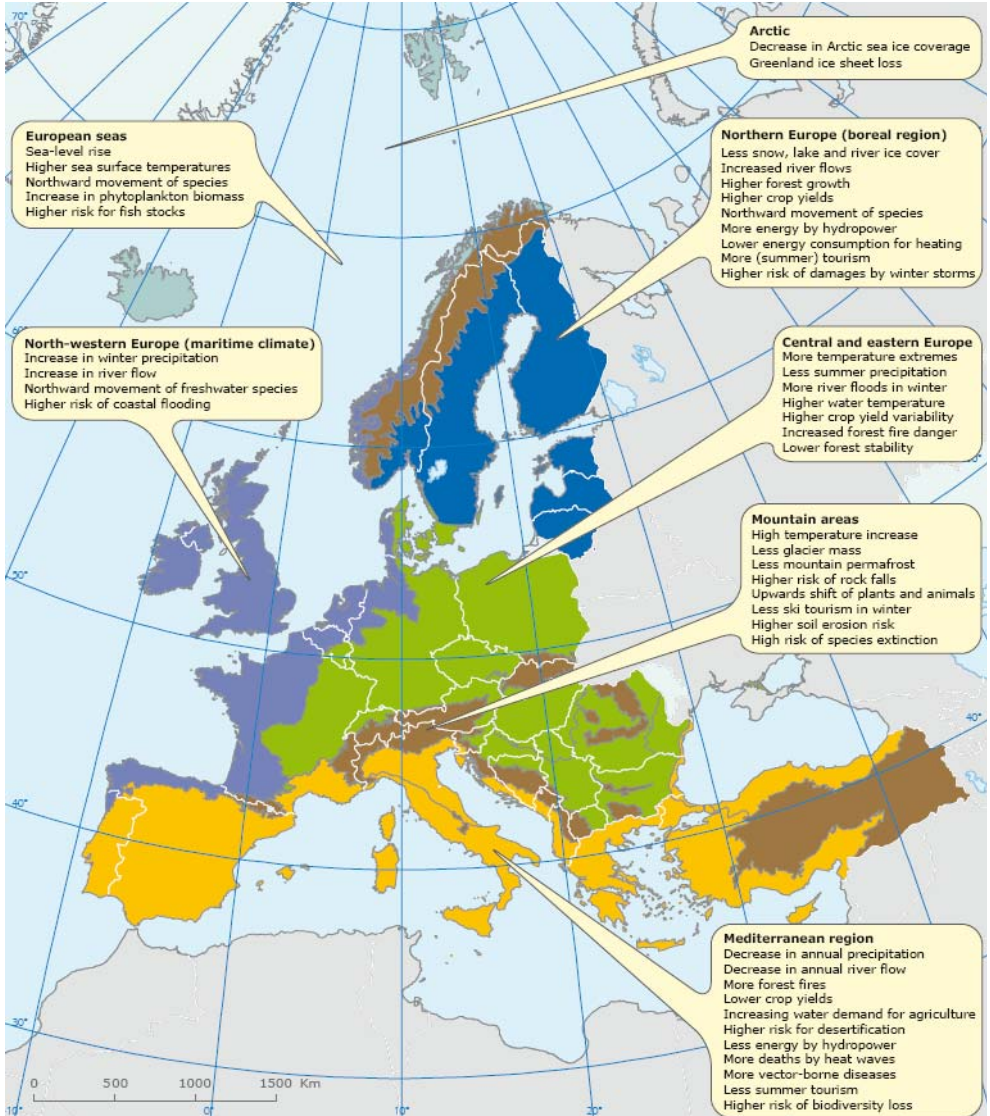 70°
Arctic
Decrease in Arctic sea ice coverage
Greenland ice sheet loss
European seas
Sea-level rise
Higher sea surface temperatures
Northward movement of species
Increase in phytoplankton biomass
Higher risk for fish stocks
Northern Europe (boreal region)
Less snow, lake and river ice cover
Increased river flows
Higher forest growth
Higher crop yields
Northward movement of species
More energy by hydropower
Lower energy consumption for heating
More (summer) tourism
Higher risk of damages by winter storms
60°
North-western Europe (maritime climate)
Increase in winter precipitation
Increase in river flow
Northward movement of freshwater species
Higher risk of coastal flooding
Central and eastern Europe
More temperature extremes
Less summer precipitation
More river floods in winter
Higher water temperature
Higher crop yield variability
Increased forest fire danger
Lower forest stability
50°
Mountain areas
High temperature increase
Less glacier mass
Less mountain permafrost
Higher risk of rock falls
Upwards shift of plants and animals
Less ski tourism in winter
Higher soil erosion risk
High risk of species extinction
40°
40°
Mediterranean region
Decrease in annual precipitation
Decrease in annual river flow
More forest fires
Lower crop yields
Increasing water demand for agriculture
Higher risk for desertification
Less energy by hydropower
More deaths by heat waves
More vector-borne diseases
Less summer tourism
Higher risk of biodiversity loss
30°
0 500 1000 1500 Km
-10° 0° 10° 20°